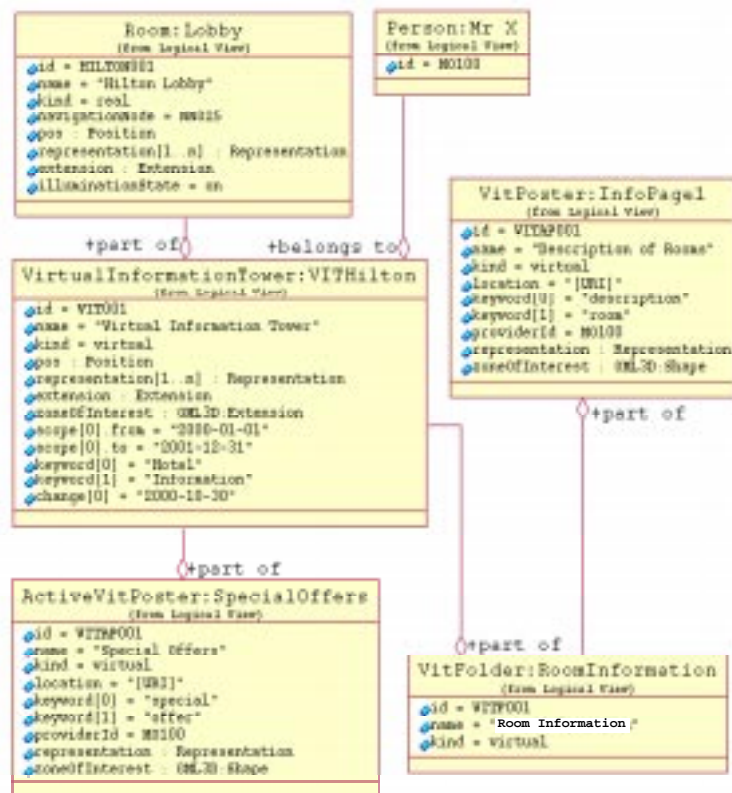 Room:Lobby
(from Logical View)
id = HILTON001
name = "Hilton Lobby"
kind = real
navigationNode = NN025
pos : Position
representation[1..n] : Representation
extension : Extension
illuminationState = on
Person:Mr X
(from Logical View)
id = MO100
+part of
+belongs to
VirtualInformationTower:VITHilton
(from Logical View)
id = VIT001
name = "Virtual Information Tower"
kind = virtual
pos : Position
representation[1..n] : Representation
extension : Extension
zoneOfInterest : GML3D:Extension
scope[0].from = "2000-01-01"
scope[0].to = "2001-12-31"
keyword[0] = "Hotel"
keyword[1] = "Information"
change[0] = "2000-10-30"
VitPoster:InfoPage1
(from Logical View)
id = VITAP001
name = "Description of Rooms"
kind = virtual
location = "[URI]"
keyword[0] = "description"
keyword[1] = "room"
providerId = MO100
representation : Representation
zoneOfInterest : GML3D:Shape
+part of
+part of
ActiveVitPoster:SpecialOffers
(from Logical View)
id = VITAP001
name = "Special Offers"
kind = virtual
location = "[URI]"
keyword[0] = "special"
keyword[1] = "offer"
providerId = MO100
representation : Representation
zoneOfInterest : GML3D:Shape
+part of
VitFolder:RoomInformation
(from Logical View)
id = VITF001
name = "Room Information"
kind = virtual